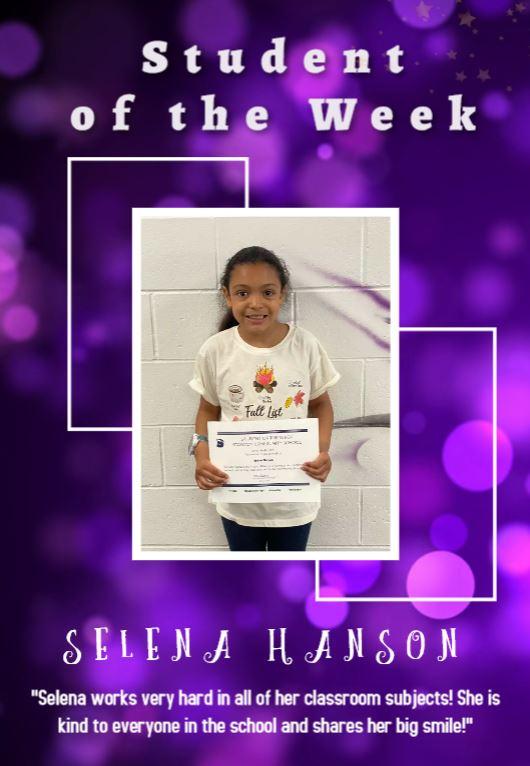 Student
of the Week
Fall List
SELENA HANSON
"Selena works very hard in all of her classroom subjects! She is
kind to everyone in the school and shares her big smile!"